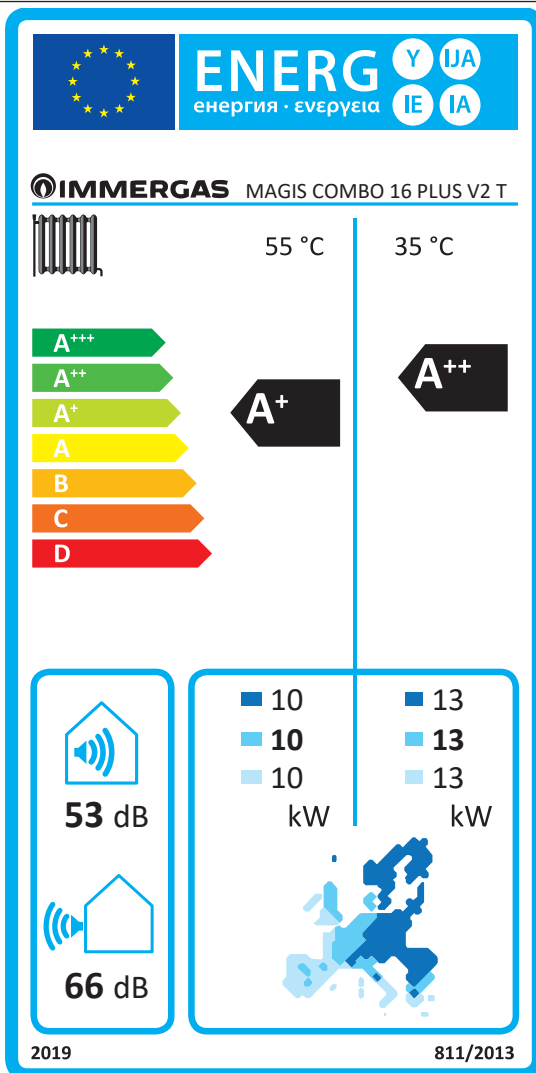 ENERG
енергия · ενεργεια
Y IJA
IE IA
IMMERGAS MAGIS COMBO 16 PLUS V2 T
55 °C 35 °C
A+++
A++
A+
A
B
C
D
A+
A++
53 dB
66 dB
10 13
10 13
10 13
kW kW
2019 811/2013